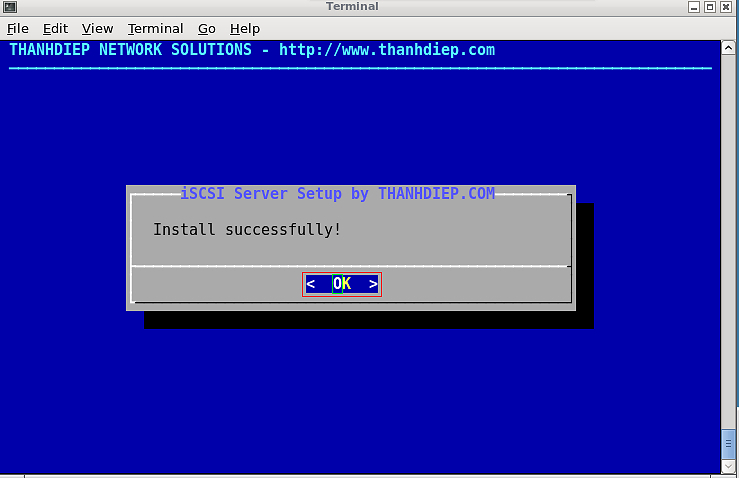 Terminal
File Edit View Terminal Go Help
THANHDIEP NETWORK SOLUTIONS - http://www.thanhdiep.com
iSCSI Server Setup by THANHDIEP.COM
Install successfully!
< OK >